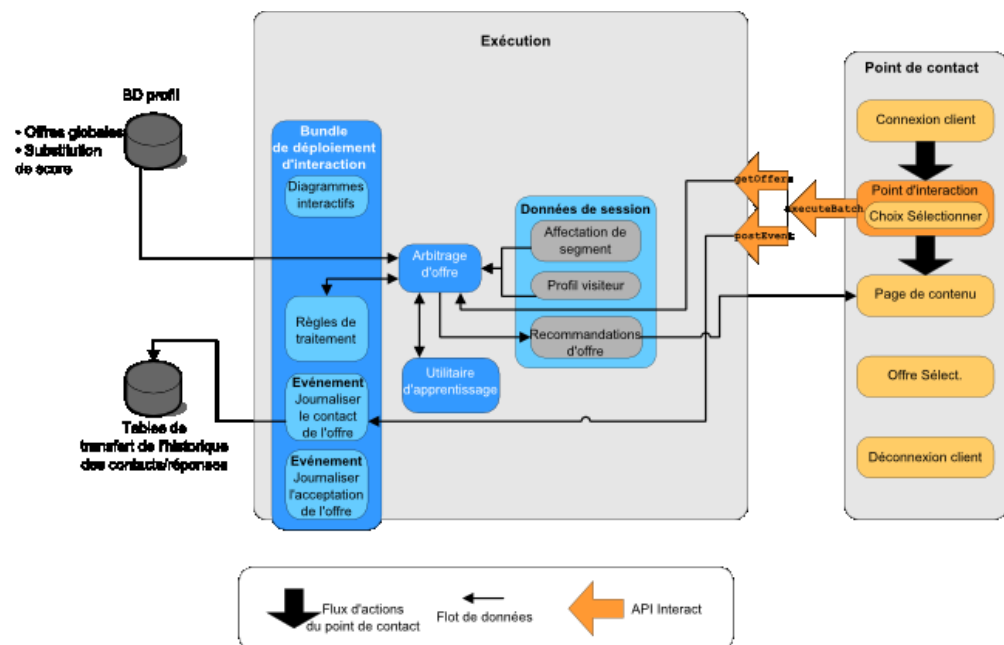 Exécution
Point de contact
BD profil
• Offres globales
• Substitution
de score
Bundle
de déploiement
d'interaction
Diagrammes
interactifs
Règles de
traitement
Evénement
Journaliser
le contact
de l'offre
Evénement
Journaliser
l'acceptation
de l'offre
Tables de
transfert de l'historique
des contacts/réponses
Arbitrage
d'offre
Utilitaire
d'apprentissage
Données de session
Affectation de
segment
Profil visiteur
Recommandations
d'offre
getOffers
postEvent
executeBatch
Connexion client
Point d'interaction
Choix Sélectionner
Page de contenu
Offre Sélect.
Déconnexion client
Flux d'actions
du point de contact
Flot de données
API Interact